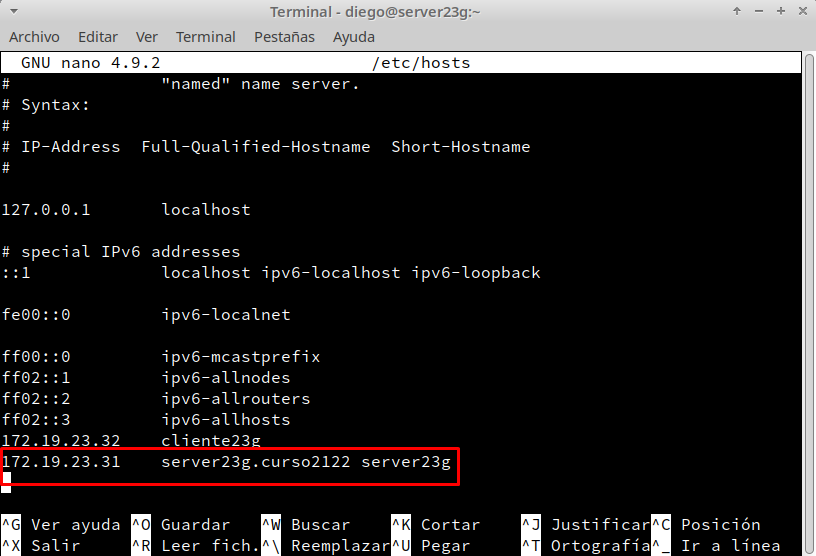 Terminal - diego@server23g:~
Archivo Editar Ver Terminal Pestañas Ayuda
GNU nano 4.9.2 /etc/hosts
# "named" name server.
# Syntax:
#
# IP-Address Full-Qualified-Hostname Short-Hostname
#
127.0.0.1 localhost
# special IPv6 addresses
::1 localhost ipv6-localhost ipv6-loopback
fe00::0 ipv6-localnet
ff00::0 ipv6-mcastprefix
ff02::1 ipv6-allnodes
ff02::2 ipv6-allrouters
ff02::3 ipv6-allhosts
172.19.23.32 cliente23g
172.19.23.31 server23g.curso2122 server23g
^G Ver ayuda ^O Guardar ^W Buscar ^K Cortar ^J Justificar ^C Posición
^X Salir ^R Leer fich. ^\ Reemplazar ^U Pegar ^T Ortografía ^_ Ir a línea